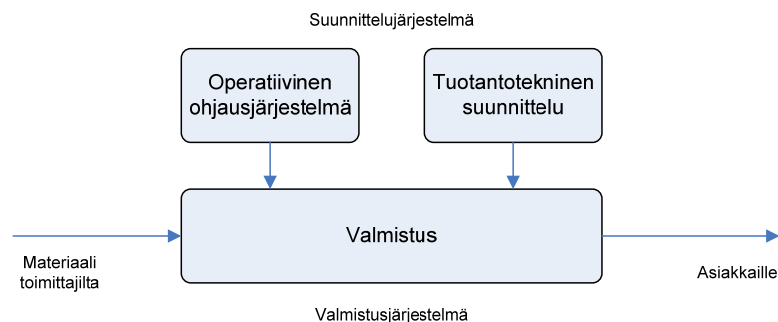 Suunnittelujärjestelmä
Operatiivinen
ohjausjärjestelmä
Tuotantotekninen
suunnittelu
Valmistus
Materiaali
toimittajilta
Asiakkaille
Valmistusjärjestelmä